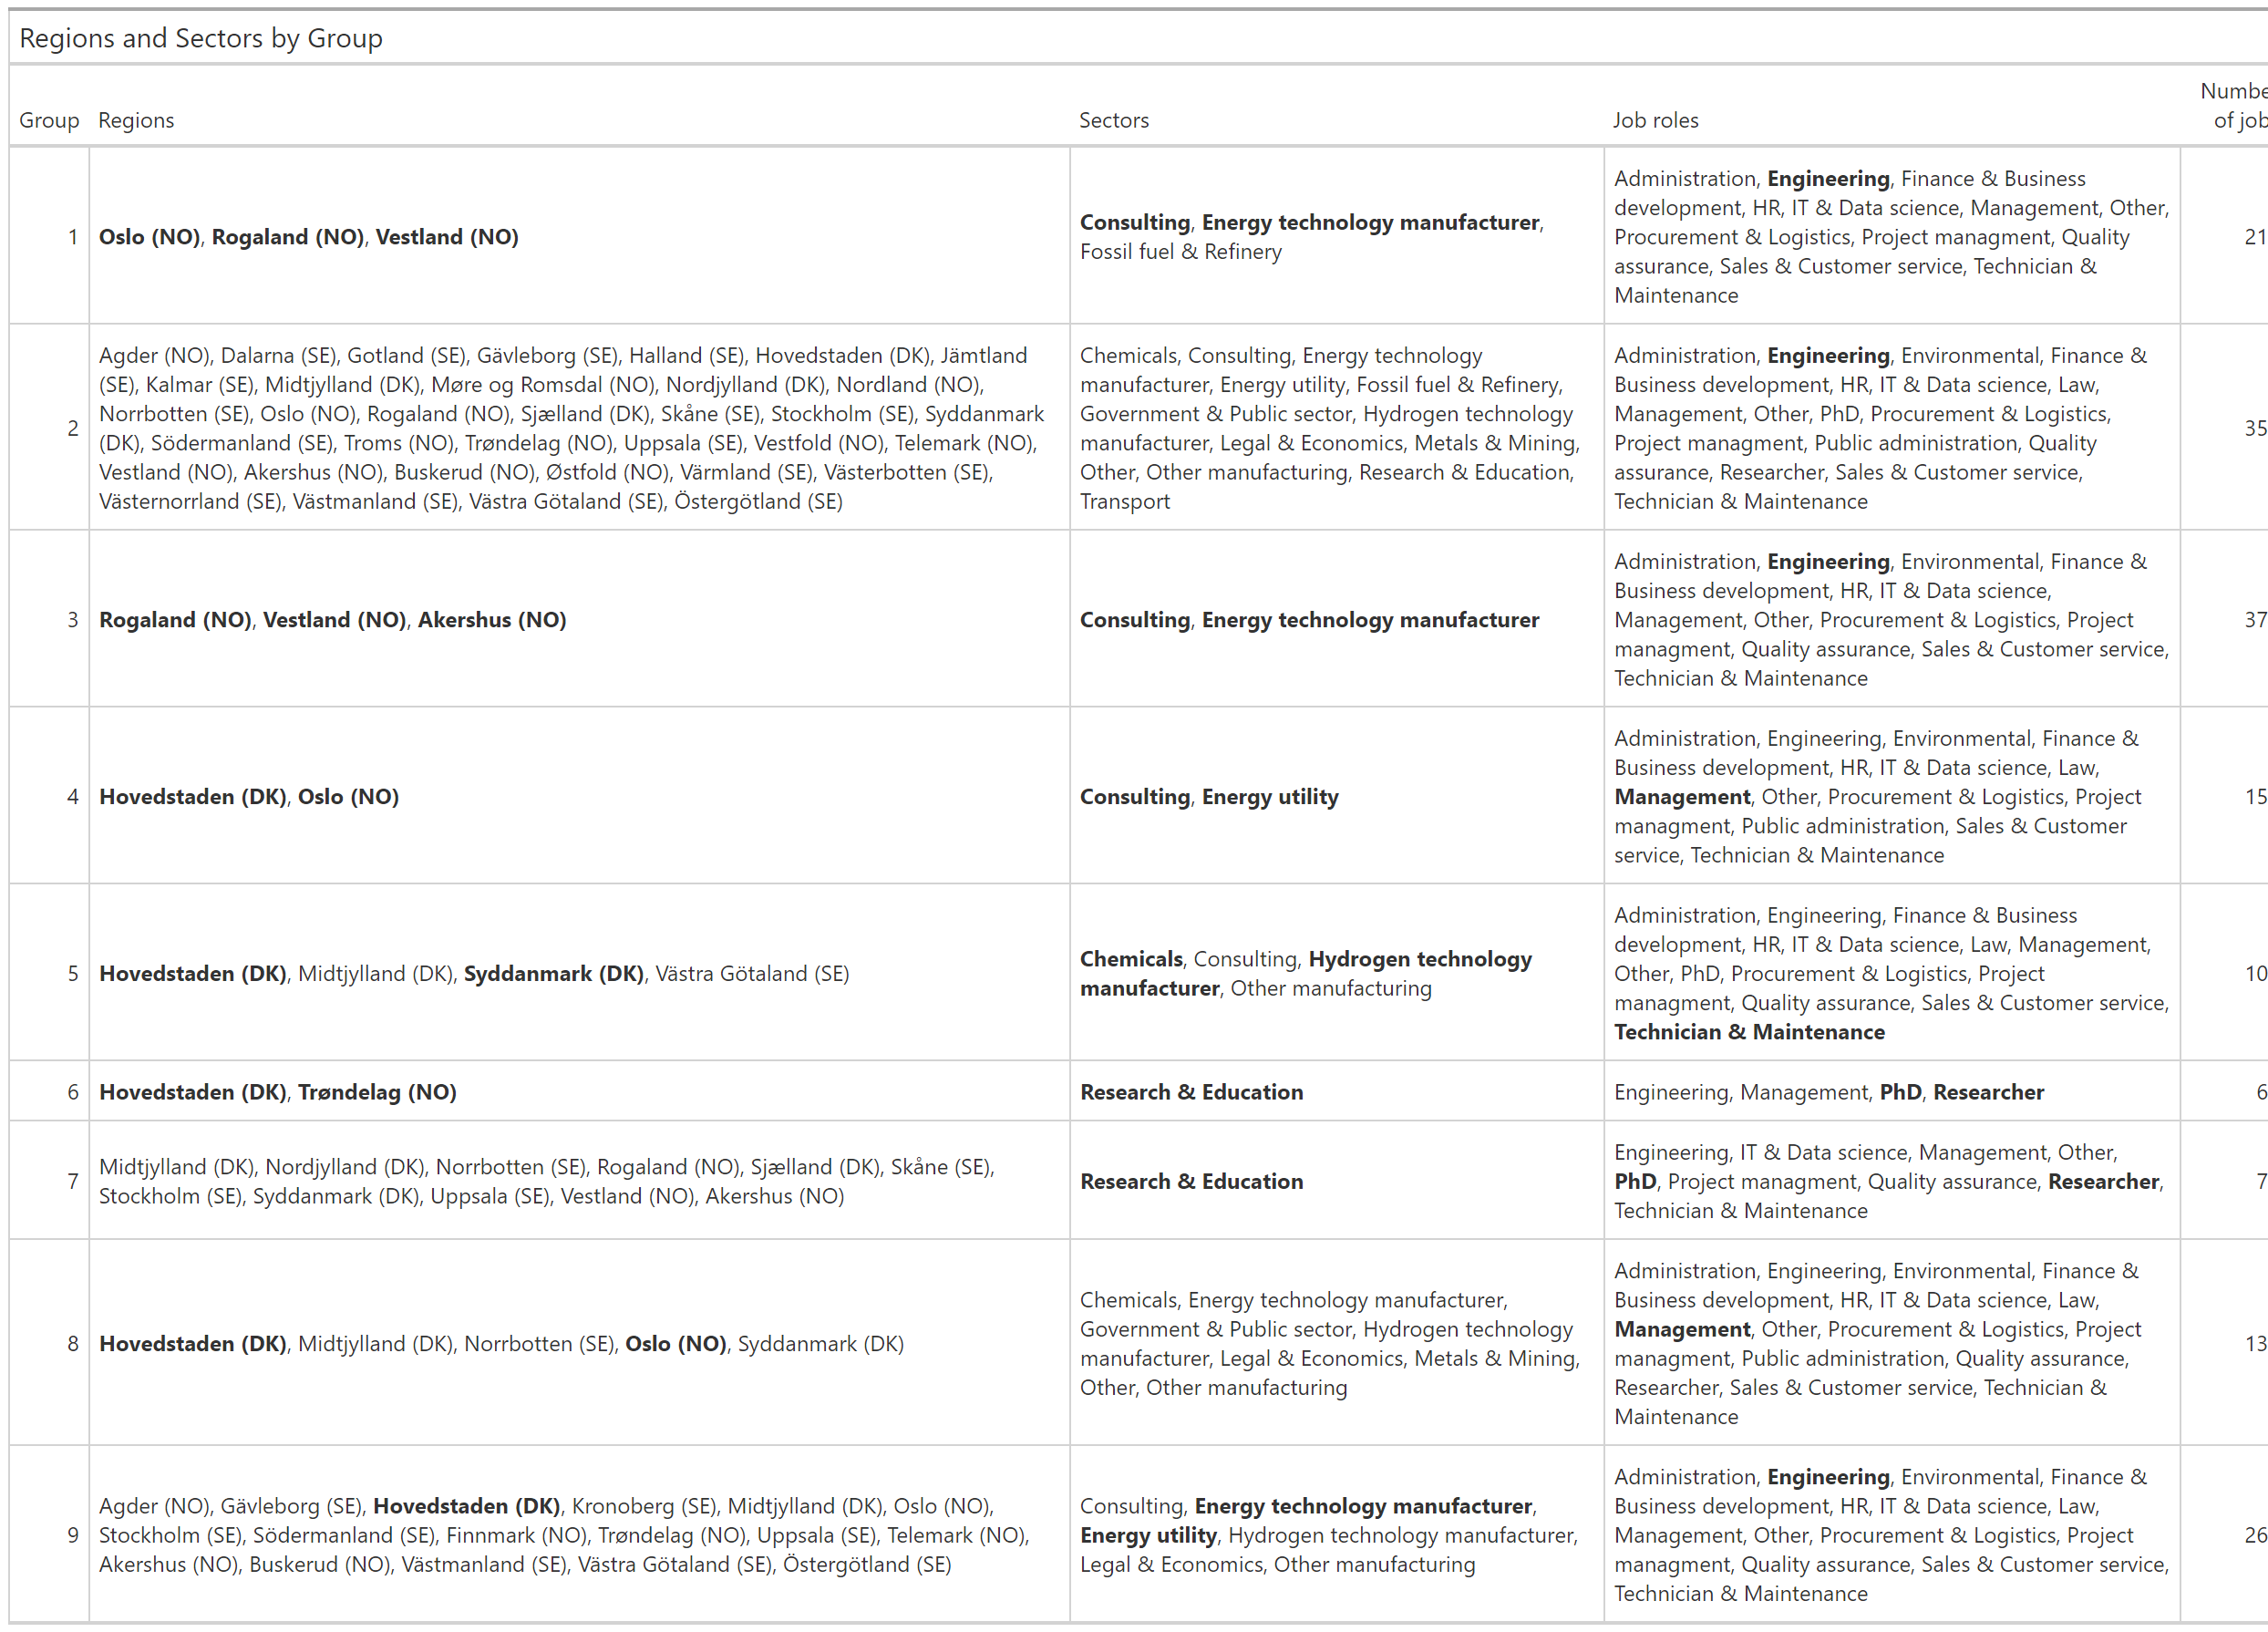 Regions and Sectors by Group
Numbe
Group Regions Sectors Job roles of job
1
Oslo (NO), Rogaland (NO), Vestland (NO)
Consulting, Energy technology manufacturer,
Fossil fuel & Refinery
Administration, Engineering, Finance & Business
development, HR, IT & Data science, Management, Other,
Procurement & Logistics, Project managment, Quality
assurance, Sales & Customer service, Technician &
Maintenance
21
2
Agder (NO), Dalarna (SE), Gotland (SE), Gävleborg (SE), Halland (SE), Hovedstaden (DK), Jämtland
(SE), Kalmar (SE), Midtjylland (DK), Møre og Romsdal (NO), Nordjylland (DK), Nordland (NO),
Norrbotten (SE), Oslo (NO), Rogaland (NO), Sjælland (DK), Skåne (SE), Stockholm (SE), Syddanmark
(DK), Södermanland (SE), Troms (NO), Trøndelag (NO), Uppsala (SE), Vestfold (NO), Telemark (NO),
Vestland (NO), Akershus (NO), Buskerud (NO), Østfold (NO), Värmland (SE), Västerbotten (SE),
Västernorrland (SE), Västmanland (SE), Västra Götaland (SE), Östergötland (SE)
Chemicals, Consulting, Energy technology
manufacturer, Energy utility, Fossil fuel & Refinery,
Government & Public sector, Hydrogen technology
manufacturer, Legal & Economics, Metals & Mining,
Other, Other manufacturing, Research & Education,
Transport
Administration, Engineering, Environmental, Finance &
Business development, HR, IT & Data science, Law,
Management, Other, PhD, Procurement & Logistics,
Project managment, Public administration, Quality
assurance, Researcher, Sales & Customer service,
Technician & Maintenance
35
3
Rogaland (NO), Vestland (NO), Akershus (NO)
Consulting, Energy technology manufacturer
Administration, Engineering, Environmental, Finance &
Business development, HR, IT & Data science,
Management, Other, Procurement & Logistics, Project
managment, Quality assurance, Sales & Customer service,
Technician & Maintenance
37
4
Hovedstaden (DK), Oslo (NO)
Consulting, Energy utility
Administration, Engineering, Environmental, Finance &
Business development, HR, IT & Data science, Law,
Management, Other, Procurement & Logistics, Project
managment, Public administration, Sales & Customer
service, Technician & Maintenance
15
5
Hovedstaden (DK), Midtjylland (DK), Syddanmark (DK), Västra Götaland (SE)
Chemicals, Consulting, Hydrogen technology
manufacturer, Other manufacturing
Administration, Engineering, Finance & Business
development, HR, IT & Data science, Law, Management,
Other, PhD, Procurement & Logistics, Project
managment, Quality assurance, Sales & Customer service,
Technician & Maintenance
10
6
Hovedstaden (DK), Trøndelag (NO)
Research & Education
Engineering, Management, PhD, Researcher
6
7
Midtjylland (DK), Nordjylland (DK), Norrbotten (SE), Rogaland (NO), Sjælland (DK), Skåne (SE),
Stockholm (SE), Syddanmark (DK), Uppsala (SE), Vestland (NO), Akershus (NO)
Research & Education
Engineering, IT & Data science, Management, Other,
PhD, Project managment, Quality assurance, Researcher,
Technician & Maintenance
7
8
Hovedstaden (DK), Midtjylland (DK), Norrbotten (SE), Oslo (NO), Syddanmark (DK)
Chemicals, Energy technology manufacturer,
Government & Public sector, Hydrogen technology
manufacturer, Legal & Economics, Metals & Mining,
Other, Other manufacturing
Administration, Engineering, Environmental, Finance &
Business development, HR, IT & Data science, Law,
Management, Other, Procurement & Logistics, Project
managment, Public administration, Quality assurance,
Researcher, Sales & Customer service, Technician &
Maintenance
13
9
Agder (NO), Gävleborg (SE), Hovedstaden (DK), Kronoberg (SE), Midtjylland (DK), Oslo (NO),
Stockholm (SE), Södermanland (SE), Finnmark (NO), Trøndelag (NO), Uppsala (SE), Telemark (NO),
Akershus (NO), Buskerud (NO), Västmanland (SE), Västra Götaland (SE), Östergötland (SE)
Consulting, Energy technology manufacturer,
Energy utility, Hydrogen technology manufacturer,
Legal & Economics, Other manufacturing
Administration, Engineering, Environmental, Finance &
Business development, HR, IT & Data science, Law,
Management, Other, Procurement & Logistics, Project
managment, Quality assurance, Sales & Customer service,
Technician & Maintenance
26